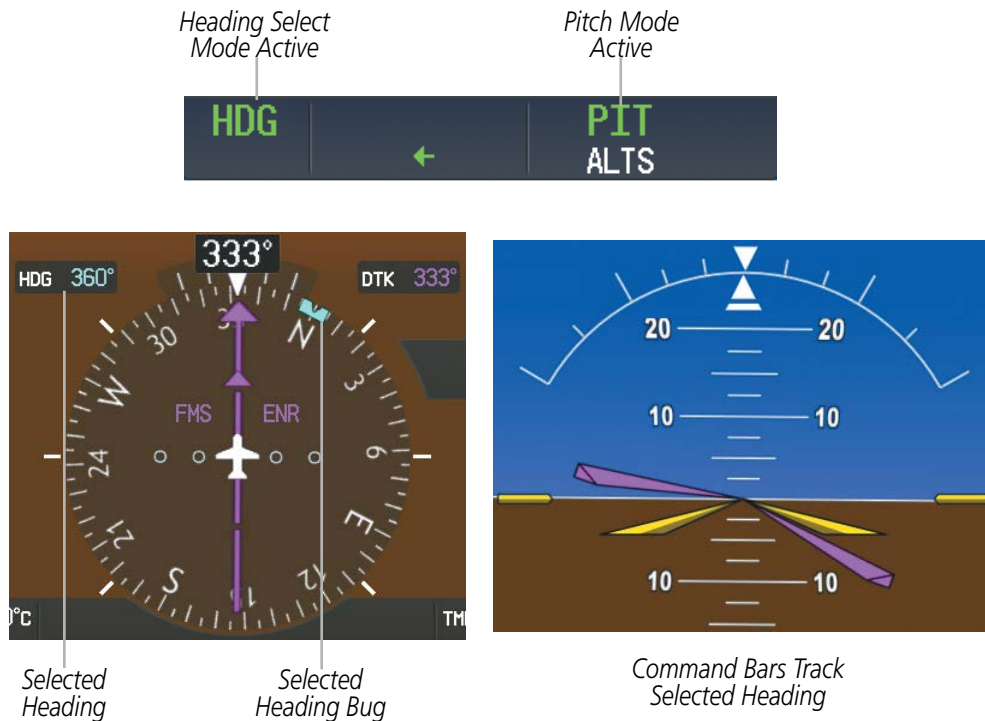 Heading Select
Mode Active
Pitch Mode
Active
HDG
PIT
ALTS
333°
HDG 360°
DTK 333°
N
3
6
E
12
S
21
24
W
30
FMS
ENR
°C
20
20
10
10
10
10
Selected
Heading
Selected
Heading Bug
Command Bars Track
Selected Heading